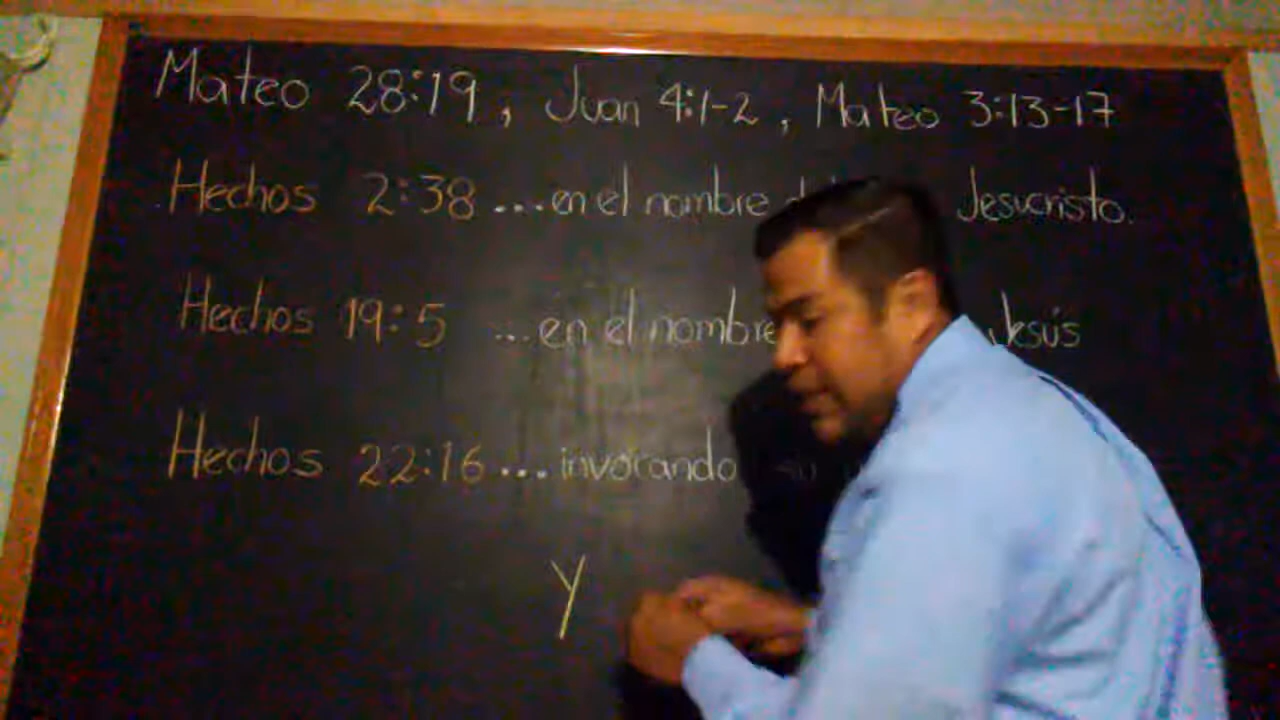 Mateo 28:19, Juan 4:1-2, Mateo 3:13-17
Hechos 2:38 ...en el nombre Jesucristo.
Hechos 19:5 ...en el nombre Jesús
Hechos 22:16 ... invocando su
y